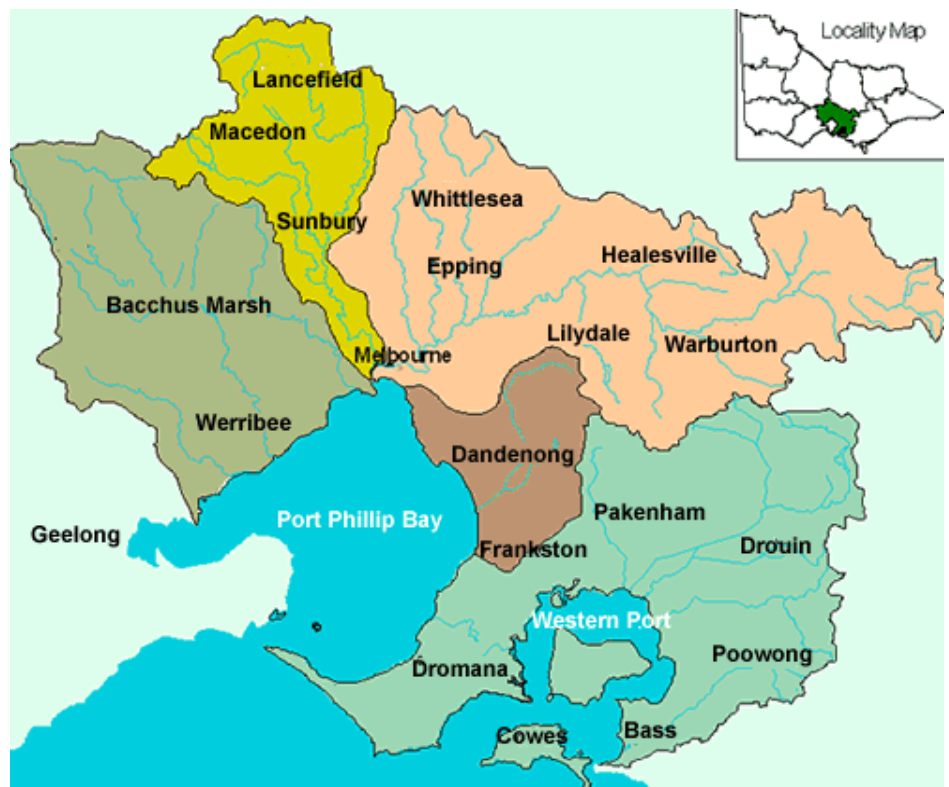 Locality Map
Lancefield
Macedon
Whittlesea
Sunbury
Healesville
Epping
Bacchus Marsh
Lilydale
Warburton
Melbourne
Werribee
Dandenong
Pakenham
Port Phillip Bay
Geelong
Drouin
Frankston
Western Port
Poowong
Dromana
Bass
Cowes